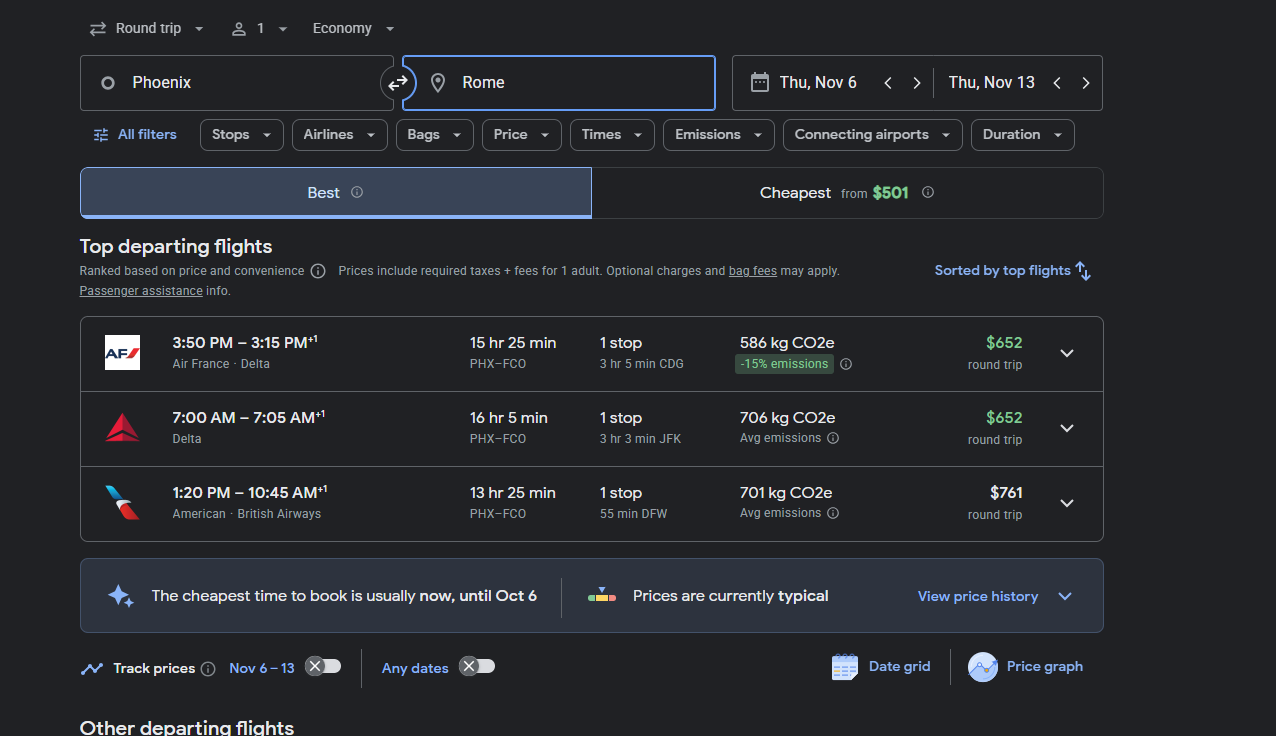 Round trip 1 Economy
Phoenix Rome Thu, Nov 6 Thu, Nov 13
All filters Stops Airlines Bags Price Times Emissions Connecting airports Duration
Best Cheapest from $501
Top departing flights
Ranked based on price and convenience Prices include required taxes + fees for 1 adult. Optional charges and bag fees may apply.
Passenger assistance info.
Sorted by top flights
AF 3:50 PM – 3:15 PM+1 15 hr 25 min 1 stop 586 kg CO2e $652
Air France · Delta PHX–FCO 3 hr 5 min CDG -15% emissions round trip
7:00 AM – 7:05 AM+1 16 hr 5 min 1 stop 706 kg CO2e $652
Delta PHX–FCO 3 hr 3 min JFK Avg emissions round trip
1:20 PM – 10:45 AM+1 13 hr 25 min 1 stop 701 kg CO2e $761
American · British Airways PHX–FCO 55 min DFW Avg emissions round trip
The cheapest time to book is usually now, until Oct 6 Prices are currently typical View price history
Track prices Nov 6 – 13 Any dates Date grid Price graph
Other departing flights